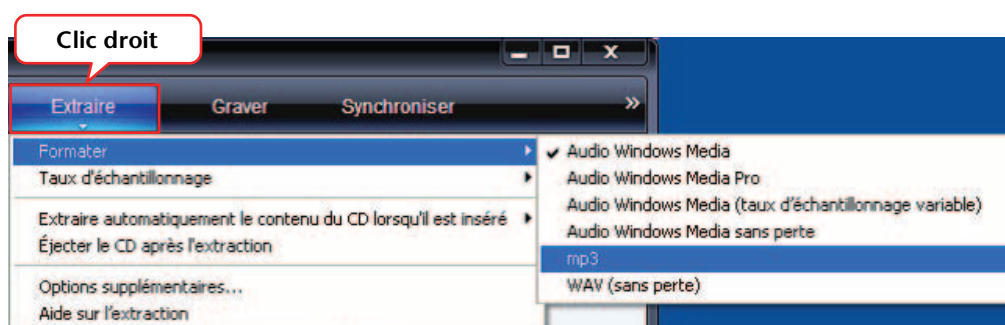 Clic droit
Extraire Graver Synchroniser »
Formater
Taux d'échantillonnage
Extraire automatiquement le contenu du CD lorsqu'il est inséré
Éjecter le CD après l'extraction
Options supplémentaires...
Aide sur l'extraction
Audio Windows Media
Audio Windows Media Pro
Audio Windows Media (taux d'échantillonnage variable)
Audio Windows Media sans perte
mp3
WAV (sans perte)